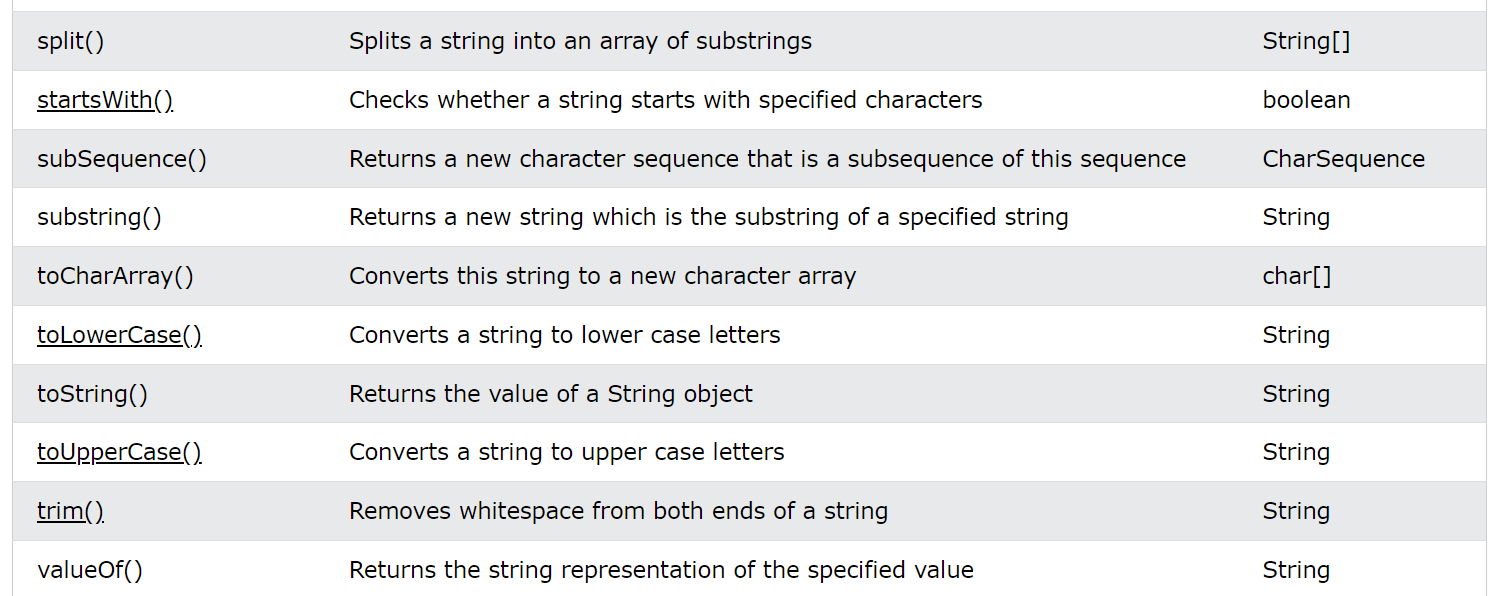 split() Splits a string into an array of substrings String[]
startsWith() Checks whether a string starts with specified characters boolean
subSequence() Returns a new character sequence that is a subsequence of this sequence CharSequence
substring() Returns a new string which is the substring of a specified string String
toCharArray() Converts this string to a new character array char[]
toLowerCase() Converts a string to lower case letters String
toString() Returns the value of a String object String
toUpperCase() Converts a string to upper case letters String
trim() Removes whitespace from both ends of a string String
valueOf() Returns the string representation of the specified value String